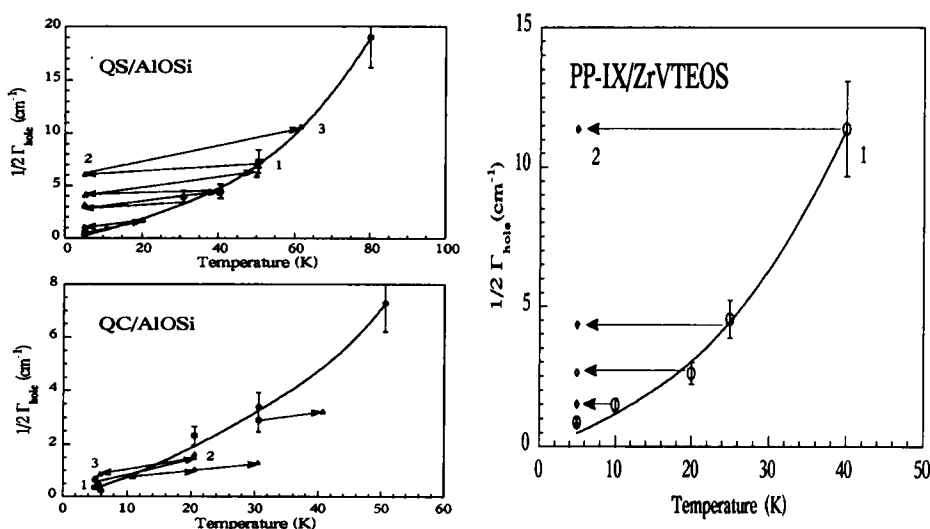 20
15
10
5
0
1/2 Γhole (cm⁻¹)
QS/AlOSi
2
3
1
0 20 40 60 80 100
Temperature (K)
8
6
4
2
0
1/2 Γhole (cm⁻¹)
QC/AlOSi
3
2
1
0 10 20 30 40 50 60
Temperature (K)
15
10
5
0
1/2 Γhole (cm⁻¹)
PP-IX/ZrVTEOS
2
1
0 10 20 30 40 50
Temperature (K)